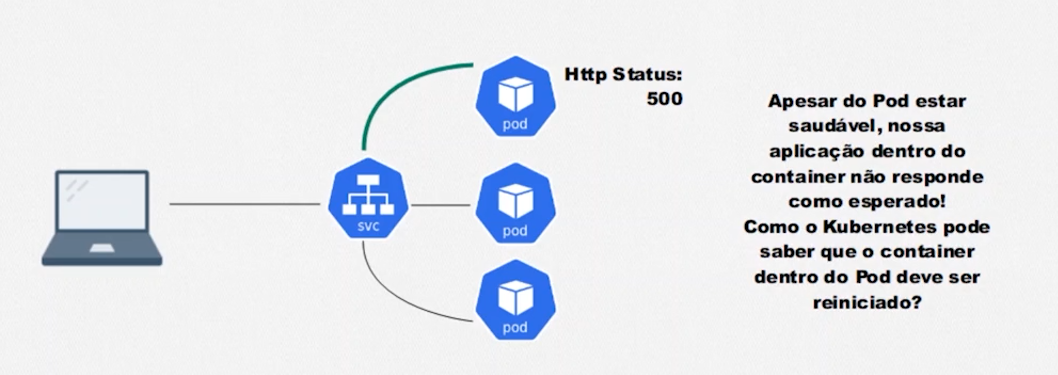 Http Status:
500
pod
svc
pod
pod
Apesar do Pod estar
saudável, nossa
aplicação dentro do
container não responde
como esperado!
Como o Kubernetes pode
saber que o container
dentro do Pod deve ser
reiniciado?